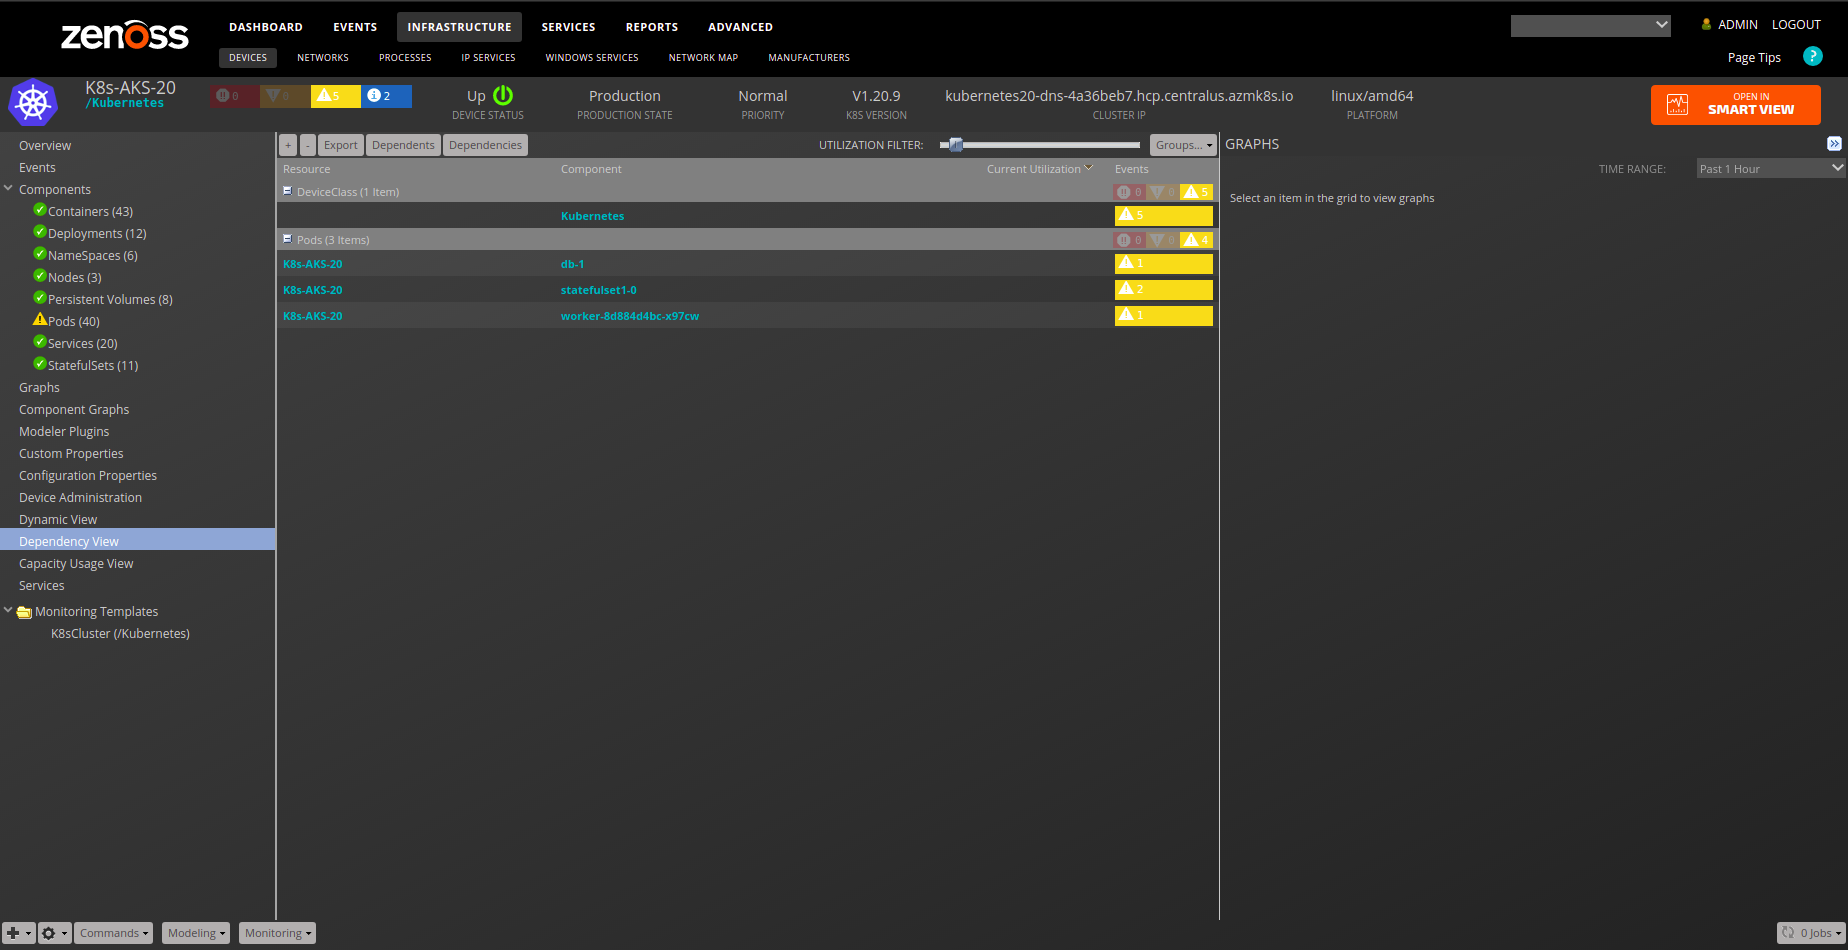 zenoss
DASHBOARD EVENTS INFRASTRUCTURE SERVICES REPORTS ADVANCED
ADMIN LOGOUT
DEVICES NETWORKS PROCESSES IP SERVICES WINDOWS SERVICES NETWORK MAP MANUFACTURERS
Page Tips ?
K8s-AKS-20
/Kubernetes
0 0 5 2
Up
DEVICE STATUS
Production
PRODUCTION STATE
Normal
PRIORITY
V1.20.9
K8S VERSION
kubernetes20-dns-4a36beb7.hcp.centralus.azmk8s.io
CLUSTER IP
linux/amd64
PLATFORM
OPEN IN
SMART VIEW
Overview
Events
Components
Containers (43)
Deployments (12)
NameSpaces (6)
Nodes (3)
Persistent Volumes (8)
Pods (40)
Services (20)
StatefulSets (11)
Graphs
Component Graphs
Modeler Plugins
Custom Properties
Configuration Properties
Device Administration
Dynamic View
Dependency View
Capacity Usage View
Services
Monitoring Templates
K8sCluster (/Kubernetes)
+ - Export Dependents Dependencies UTILIZATION FILTER: Groups...
Resource Component Current Utilization Events
DeviceClass (1 Item) 0 0 5
Kubernetes 5
Pods (3 Items) 0 0 4
K8s-AKS-20 db-1 1
K8s-AKS-20 statefulset1-0 2
K8s-AKS-20 worker-8d884d4bc-x97cw 1
GRAPHS
TIME RANGE: Past 1 Hour
Select an item in the grid to view graphs
Commands Modeling Monitoring 0 Jobs